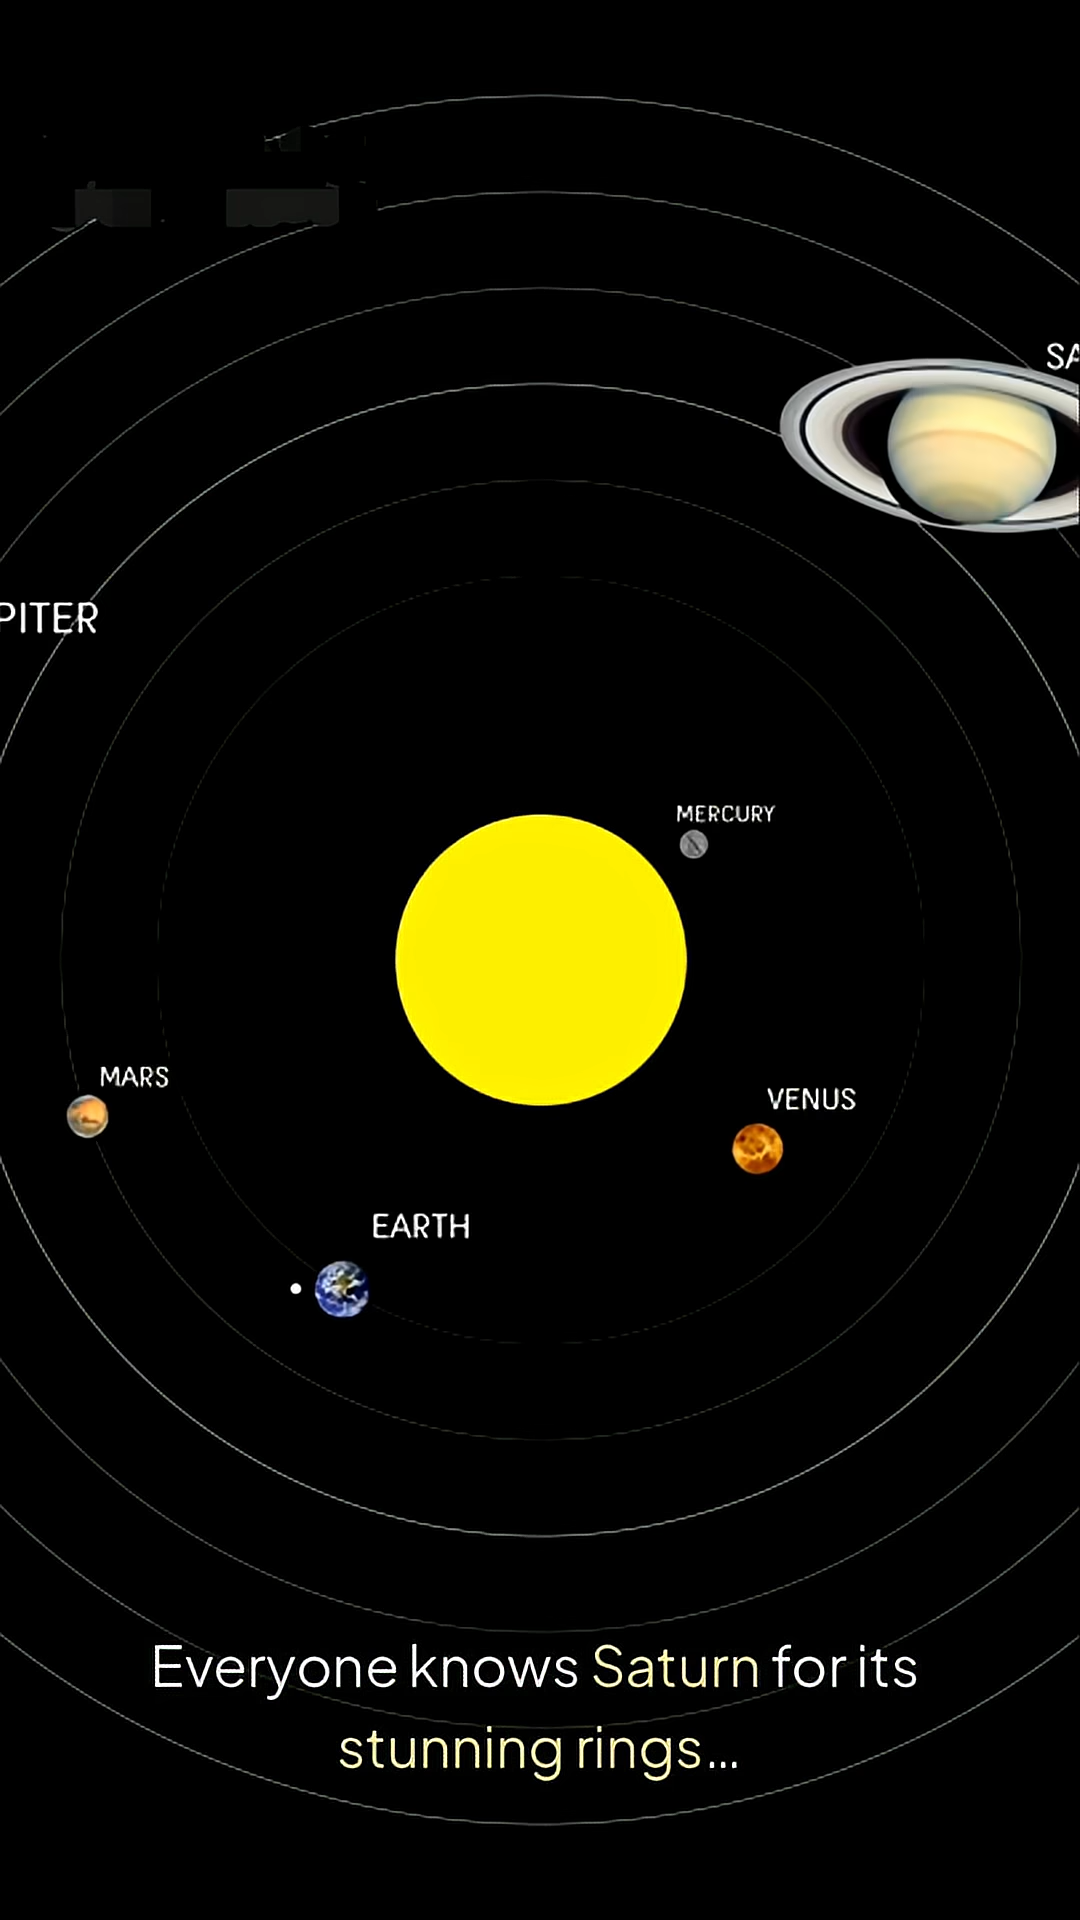 SA
PITER
MERCURY
MARS
VENUS
EARTH
Everyone knows Saturn for its
stunning rings...